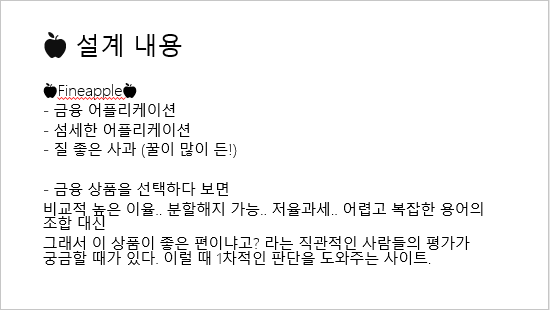 🍎 설계 내용
🍎Fineapple🍎
- 금융 어플리케이션
- 섬세한 어플리케이션
- 질 좋은 사과 (꿀이 많이 든!)
- 금융 상품을 선택하다 보면
비교적 높은 이율.. 분할해지 가능.. 저율과세.. 어렵고 복잡한 용어의
조합 대신
그래서 이 상품이 좋은 편이냐고? 라는 직관적인 사람들의 평가가
궁금할 때가 있다. 이럴 때 1차적인 판단을 도와주는 사이트.